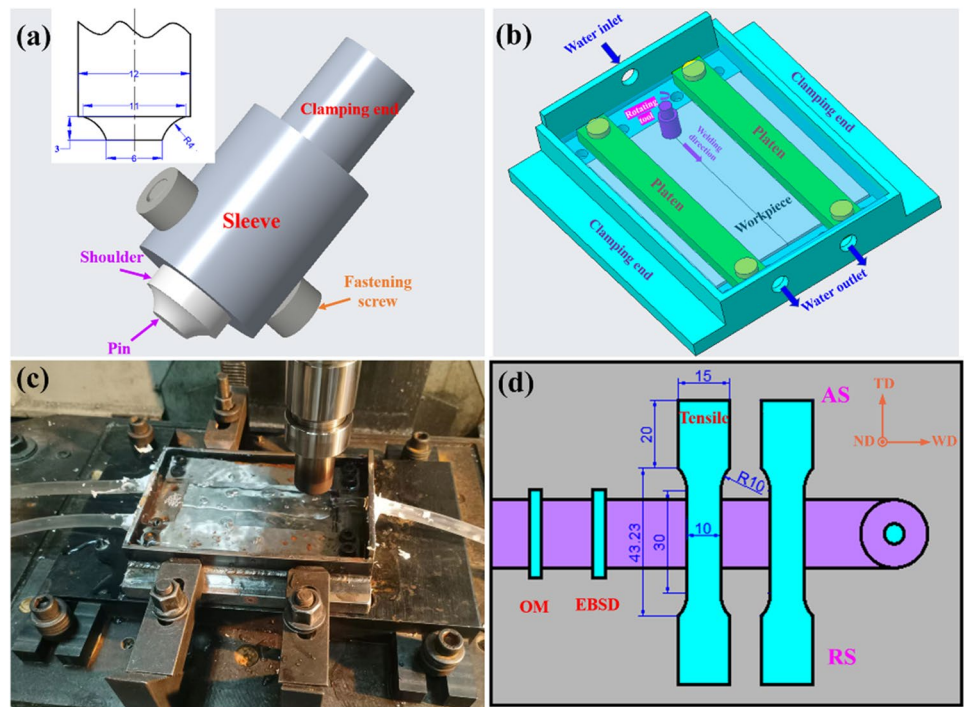 (a)
12
11
3
R4
6
Clamping end
Sleeve
Shoulder
Pin
Fastening
screw
(b)
Water inlet
Rotating
tool
Welding
direction
Platen
Platen
Workpiece
Clamping end
Clamping end
Water outlet
(c)
(d)
15
AS
TD
ND
WD
Tensile
20
R10
43.23
30
10
OM
EBSD
RS